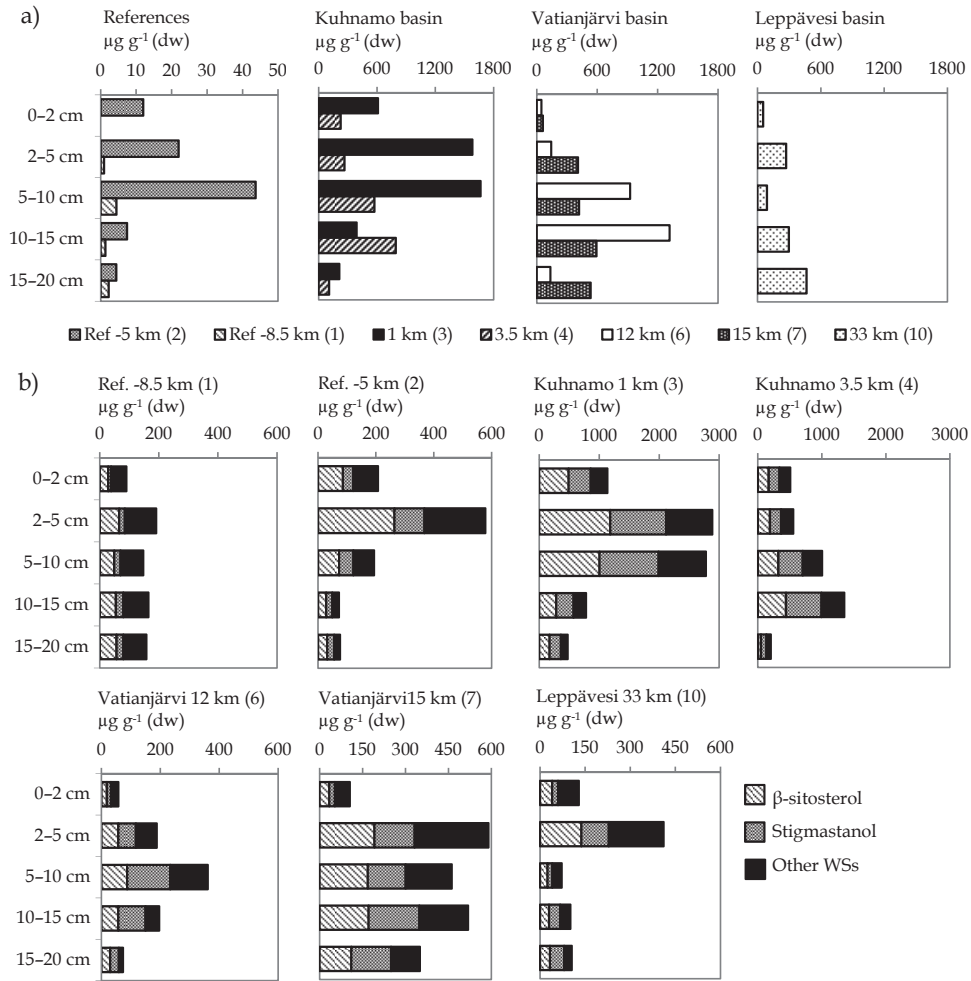 a)
References
µg g-1 (dw)
0 10 20 30 40 50
Kuhnamo basin
µg g-1 (dw)
0 600 1200 1800
Vatianjärvi basin
µg g-1 (dw)
0 600 1200 1800
Leppävesi basin
µg g-1 (dw)
0 600 1200 1800
0–2 cm
2–5 cm
5–10 cm
10–15 cm
15–20 cm
Ref -5 km (2) Ref -8.5 km (1) 1 km (3) 3.5 km (4) 12 km (6) 15 km (7) 33 km (10)
b)
Ref. -8.5 km (1)
µg g-1 (dw)
0 200 400 600
Ref. -5 km (2)
µg g-1 (dw)
0 200 400 600
Kuhnamo 1 km (3)
µg g-1 (dw)
0 1000 2000 3000
Kuhnamo 3.5 km (4)
µg g-1 (dw)
0 1000 2000 3000
0–2 cm
2–5 cm
5–10 cm
10–15 cm
15–20 cm
Vatianjärvi 12 km (6)
µg g-1 (dw)
0 200 400 600
Vatianjärvi15 km (7)
µg g-1 (dw)
0 150 300 450 600
Leppävesi 33 km (10)
µg g-1 (dw)
0 150 300 450 600
0–2 cm
2–5 cm
5–10 cm
10–15 cm
15–20 cm
β-sitosterol
Stigmastanol
Other WSs